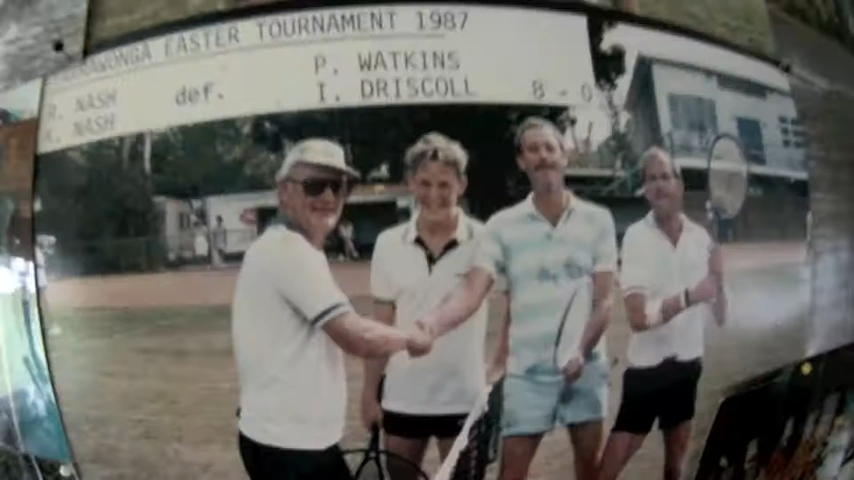 EASTER TOURNAMENT 1987
R. NASH def. P. WATKINS
NASH I. DRISCOLL 8 - 0